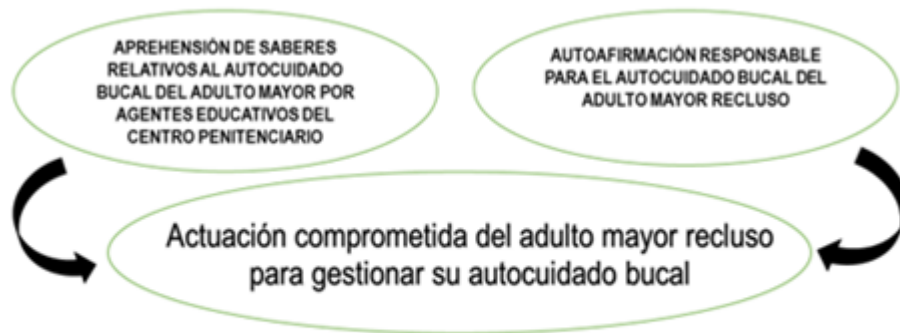 APREHENSIÓN DE SABERES
RELATIVOS AL AUTOCUIDADO
BUCAL DEL ADULTO MAYOR POR
AGENTES EDUCATIVOS DEL
CENTRO PENITENCIARIO
AUTOAFIRMACIÓN RESPONSABLE
PARA EL AUTOCUIDADO BUCAL DEL
ADULTO MAYOR RECLUSO
Actuación comprometida del adulto mayor recluso
para gestionar su autocuidado bucal